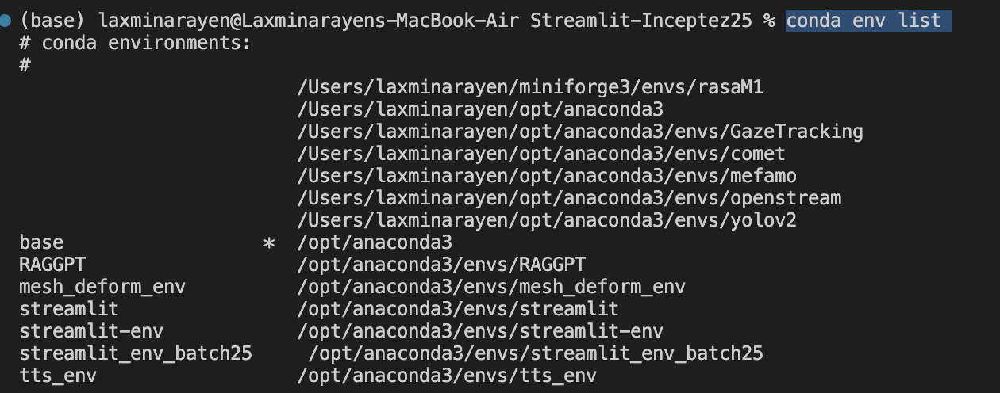 (base) laxminarayen@Laxminarayens-MacBook-Air Streamlit-Inceptez25 % conda env list
# conda environments:
#
/Users/laxminarayen/miniforge3/envs/rasaM1
/Users/laxminarayen/opt/anaconda3
/Users/laxminarayen/opt/anaconda3/envs/GazeTracking
/Users/laxminarayen/opt/anaconda3/envs/comet
/Users/laxminarayen/opt/anaconda3/envs/mefamo
/Users/laxminarayen/opt/anaconda3/envs/openstream
/Users/laxminarayen/opt/anaconda3/envs/yolov2
base * /opt/anaconda3
RAGGPT /opt/anaconda3/envs/RAGGPT
mesh_deform_env /opt/anaconda3/envs/mesh_deform_env
streamlit /opt/anaconda3/envs/streamlit
streamlit-env /opt/anaconda3/envs/streamlit-env
streamlit_env_batch25 /opt/anaconda3/envs/streamlit_env_batch25
tts_env /opt/anaconda3/envs/tts_env